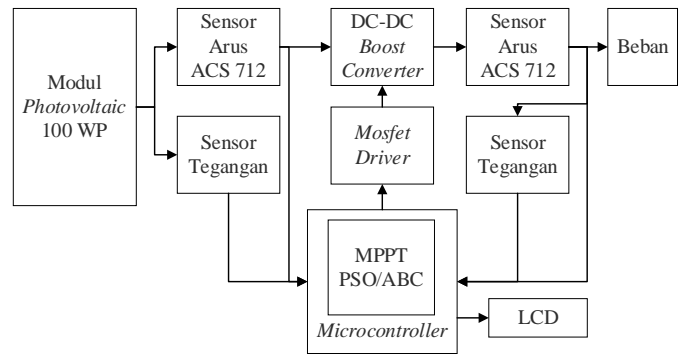 Modul
Photovoltaic
100 WP
Sensor
Arus
ACS 712
Sensor
Tegangan
DC-DC
Boost
Converter
Mosfet
Driver
MPPT
PSO/ABC
Microcontroller
Sensor
Arus
ACS 712
Sensor
Tegangan
Beban
LCD